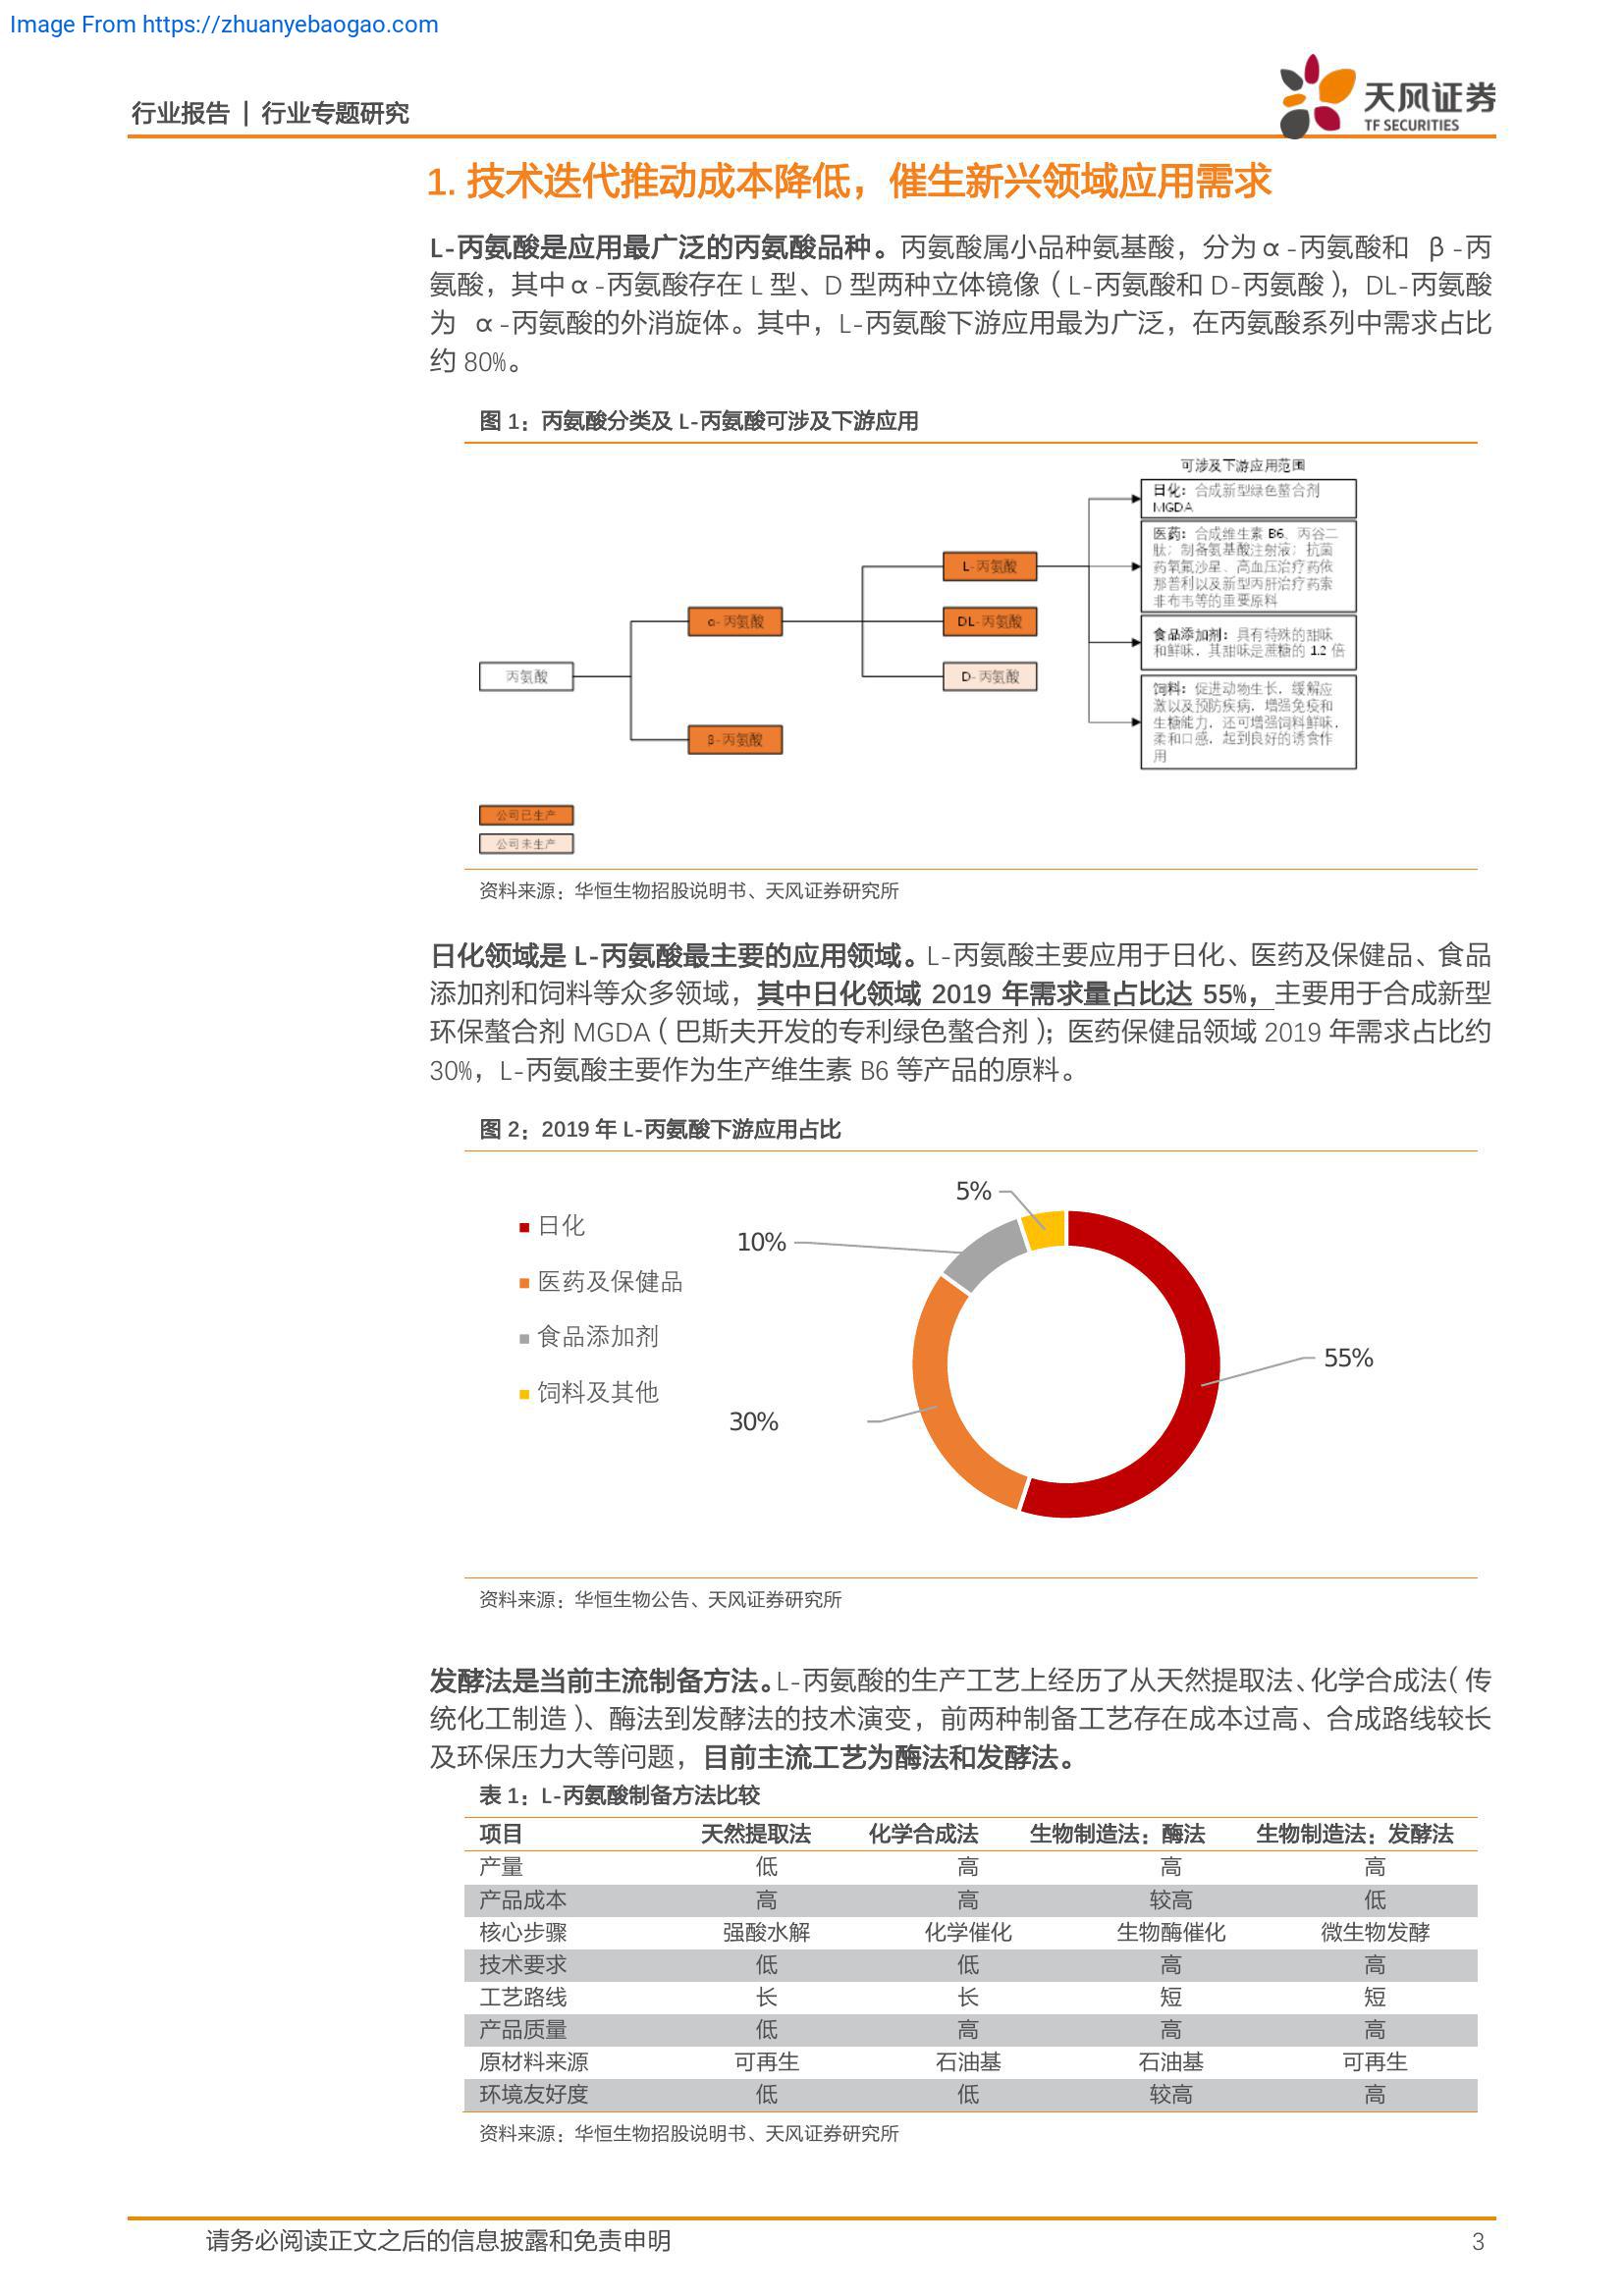 Image From https://zhuanyebaogao.com
行业报告 | 行业专题研究
天风证券
TF SECURITIES
1. 技术迭代推动成本降低，催生新兴领域应用需求
L-丙氨酸是应用最广泛的丙氨酸品种。丙氨酸属小品种氨基酸，分为α-丙氨酸和 β-丙
氨酸，其中α-丙氨酸存在 L 型、D 型两种立体镜像（L-丙氨酸和 D-丙氨酸），DL-丙氨酸
为 α-丙氨酸的外消旋体。其中，L-丙氨酸下游应用最为广泛，在丙氨酸系列中需求占比
约 80%。
图 1：丙氨酸分类及 L-丙氨酸可涉及下游应用
可涉及下游应用范围
日化：合成新型绿色螯合剂
MGDA
医药：合成维生素 B6、丙谷二
肽；制备氨基酸注射液；抗菌
药氧氟沙星、高血压治疗药依
那普利以及新型丙肝治疗药索
非布韦等的重要原料
食品添加剂：具有特殊的甜味
和鲜味，其甜味是蔗糖的 1.2 倍
饲料：促进动物生长，缓解应
激以及预防疾病，增强免疫和
生糖能力，还可增强饲料鲜味，
柔和口感，起到良好的诱食作
用
L-丙氨酸
α-丙氨酸
DL-丙氨酸
丙氨酸
D-丙氨酸
β-丙氨酸
公司已生产
公司未生产
资料来源：华恒生物招股说明书、天风证券研究所
日化领域是 L-丙氨酸最主要的应用领域。L-丙氨酸主要应用于日化、医药及保健品、食品
添加剂和饲料等众多领域，其中日化领域 2019 年需求量占比达 55%，主要用于合成新型
环保螯合剂 MGDA（巴斯夫开发的专利绿色螯合剂）；医药保健品领域 2019 年需求占比约
30%，L-丙氨酸主要作为生产维生素 B6 等产品的原料。
图 2：2019 年 L-丙氨酸下游应用占比
日化
医药及保健品
食品添加剂
饲料及其他
5%
10%
55%
30%
资料来源：华恒生物公告、天风证券研究所
发酵法是当前主流制备方法。L-丙氨酸的生产工艺上经历了从天然提取法、化学合成法（传
统化工制造）、酶法到发酵法的技术演变，前两种制备工艺存在成本过高、合成路线较长
及环保压力大等问题，目前主流工艺为酶法和发酵法。
表 1：L-丙氨酸制备方法比较
项目 天然提取法 化学合成法 生物制造法：酶法 生物制造法：发酵法
产量 低 高 高 高
产品成本 高 高 较高 低
核心步骤 强酸水解 化学催化 生物酶催化 微生物发酵
技术要求 低 低 高 高
工艺路线 长 长 短 短
产品质量 低 高 高 高
原材料来源 可再生 石油基 石油基 可再生
环境友好度 低 低 较高 高
资料来源：华恒生物招股说明书、天风证券研究所
请务必阅读正文之后的信息披露和免责申明 3